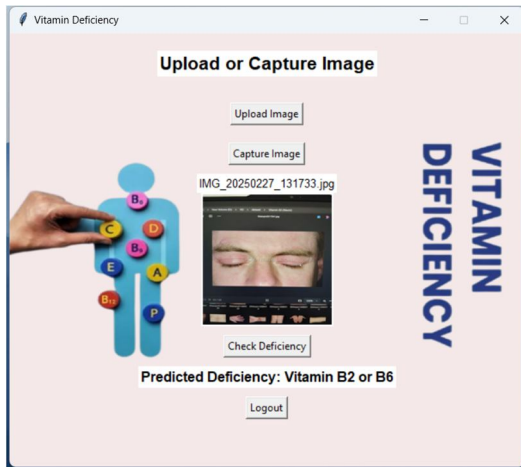 Vitamin Deficiency
Upload or Capture Image
Upload Image
Capture Image
IMG_20250227_131733.jpg
Check Deficiency
Predicted Deficiency: Vitamin B2 or B6
Logout
C
D
E
A
B12
P
VITAMIN
DEFICIENCY